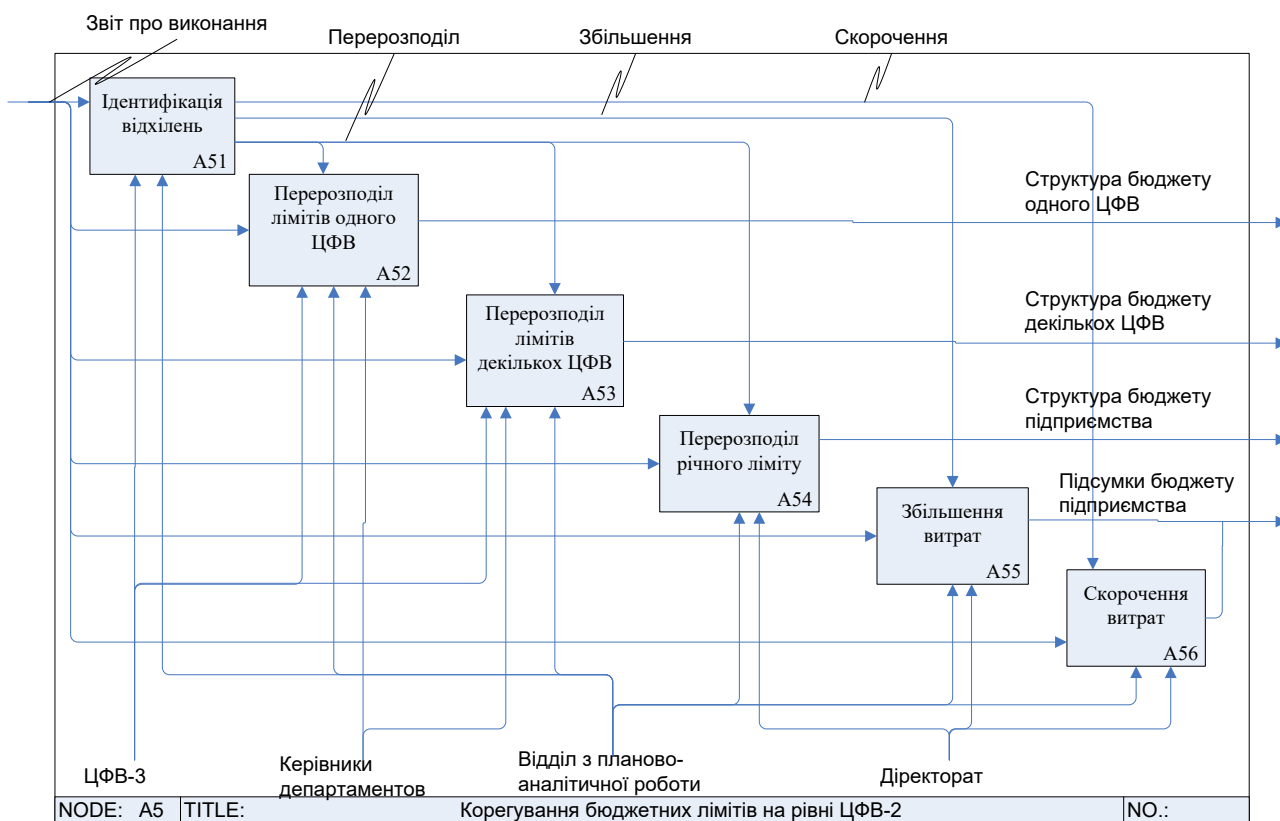 Звіт про виконання
Перерозподіл
Збільшення
Скорочення
Ідентифікація
відхілень
A51
Перерозподіл
лімітів одного
ЦФВ
A52
Структура бюджету
одного ЦФВ
Перерозподіл
лімітів
декількох ЦФВ
A53
Структура бюджету
декількох ЦФВ
Перерозподіл
річного ліміту
A54
Структура бюджету
підприємства
Збільшення
витрат
A55
Підсумки бюджету
підприємства
Скорочення
витрат
A56
ЦФВ-3
Керівники
департаментов
Відділ з планово-
аналітичної роботи
Діректорат
NODE: A5 TITLE: Корегування бюджетних лімітів на рівні ЦФВ-2 NO.: